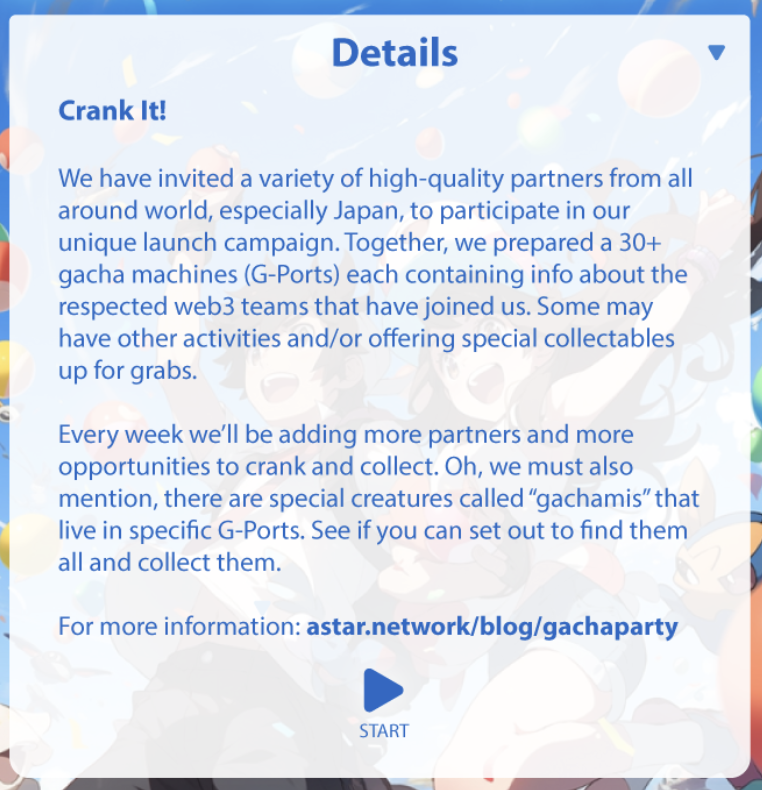 Details
Crank It!
We have invited a variety of high-quality partners from all
around world, especially Japan, to participate in our
unique launch campaign. Together, we prepared a 30+
gacha machines (G-Ports) each containing info about the
respected web3 teams that have joined us. Some may
have other activities and/or offering special collectables
up for grabs.
Every week we’ll be adding more partners and more
opportunities to crank and collect. Oh, we must also
mention, there are special creatures called “gachamis” that
live in specific G-Ports. See if you can set out to find them
all and collect them.
For more information: astar.network/blog/gachaparty
START